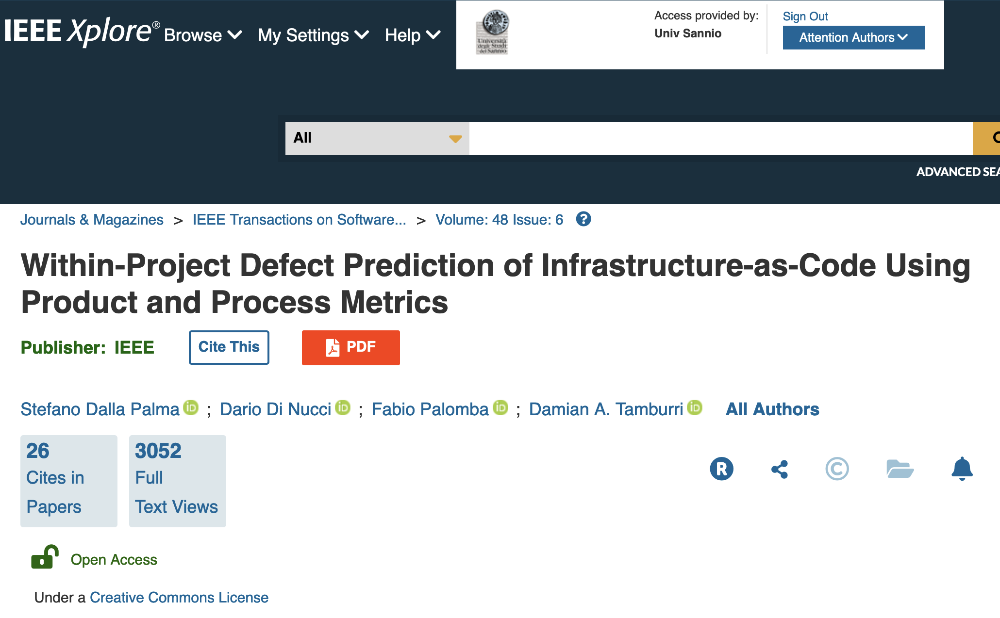 IEEE Xplore® Browse My Settings Help
Università
degli Studi
del Sannio
Access provided by:
Univ Sannio
Sign Out
Attention Authors
All
ADVANCED SEA
Journals & Magazines > IEEE Transactions on Software... > Volume: 48 Issue: 6 ?
Within-Project Defect Prediction of Infrastructure-as-Code Using
Product and Process Metrics
Publisher: IEEE Cite This PDF
Stefano Dalla Palma iD ; Dario Di Nucci iD ; Fabio Palomba iD ; Damian A. Tamburri iD All Authors
26
Cites in
Papers
3052
Full
Text Views
R ©
Open Access
Under a Creative Commons License